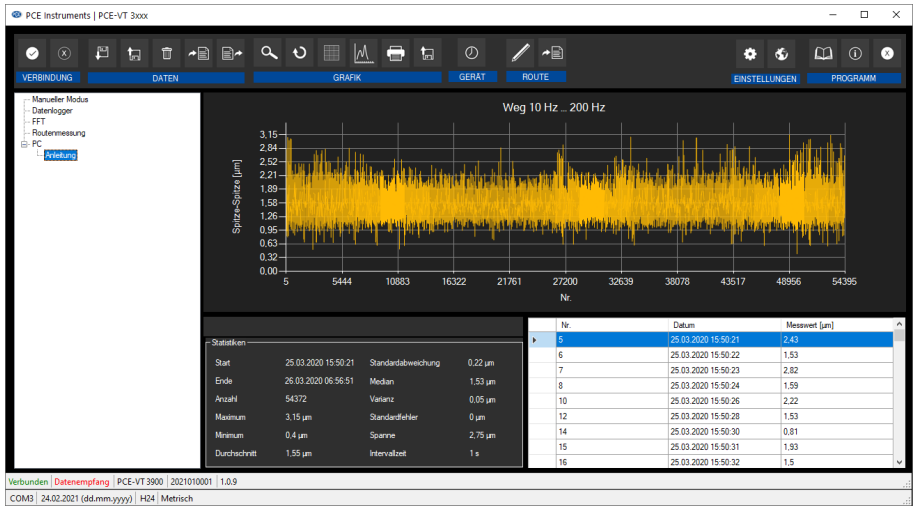 PCE Instruments | PCE-VT 3xxx
VERBINDUNG DATEN GRAFIK GERÄT ROUTE EINSTELLUNGEN PROGRAMM
Manueller Modus
Datenlogger
FFT
Routenmessung
PC
Anleitung
Weg 10 Hz ... 200 Hz
Spitze-Spitze [µm]
3,15
2.84
2.52
2.21
1.89
1.58
1.26
0.95
0.63
0.32
0.00
5 5444 10883 16322 21761 27200 32639 38078 43517 48956 54395
Nr.
Statistiken
Start 25.03.2020 15:50:21 Standardabweichung 0,22 µm
Ende 26.03.2020 06:56:51 Median 1,53 µm
Anzahl 54372 Varianz 0,05 µm
Maximum 3,15 µm Standardfehler 0 µm
Minimum 0,4 µm Spanne 2,75 µm
Durchschnitt 1,55 µm Intervallzeit 1 s
Nr. Datum Messwert [µm]
5 25.03.2020 15:50:21 2,43
6 25.03.2020 15:50:22 1,53
7 25.03.2020 15:50:23 2,82
8 25.03.2020 15:50:24 1,59
10 25.03.2020 15:50:26 2,22
12 25.03.2020 15:50:28 1,53
14 25.03.2020 15:50:30 0,81
15 25.03.2020 15:50:31 1,93
16 25.03.2020 15:50:32 1,5
Verbunden Datenempfang PCE-VT 3900 2021010001 1.0.9
COM3 24.02.2021 (dd.mm.yyyy) H24 Metrisch